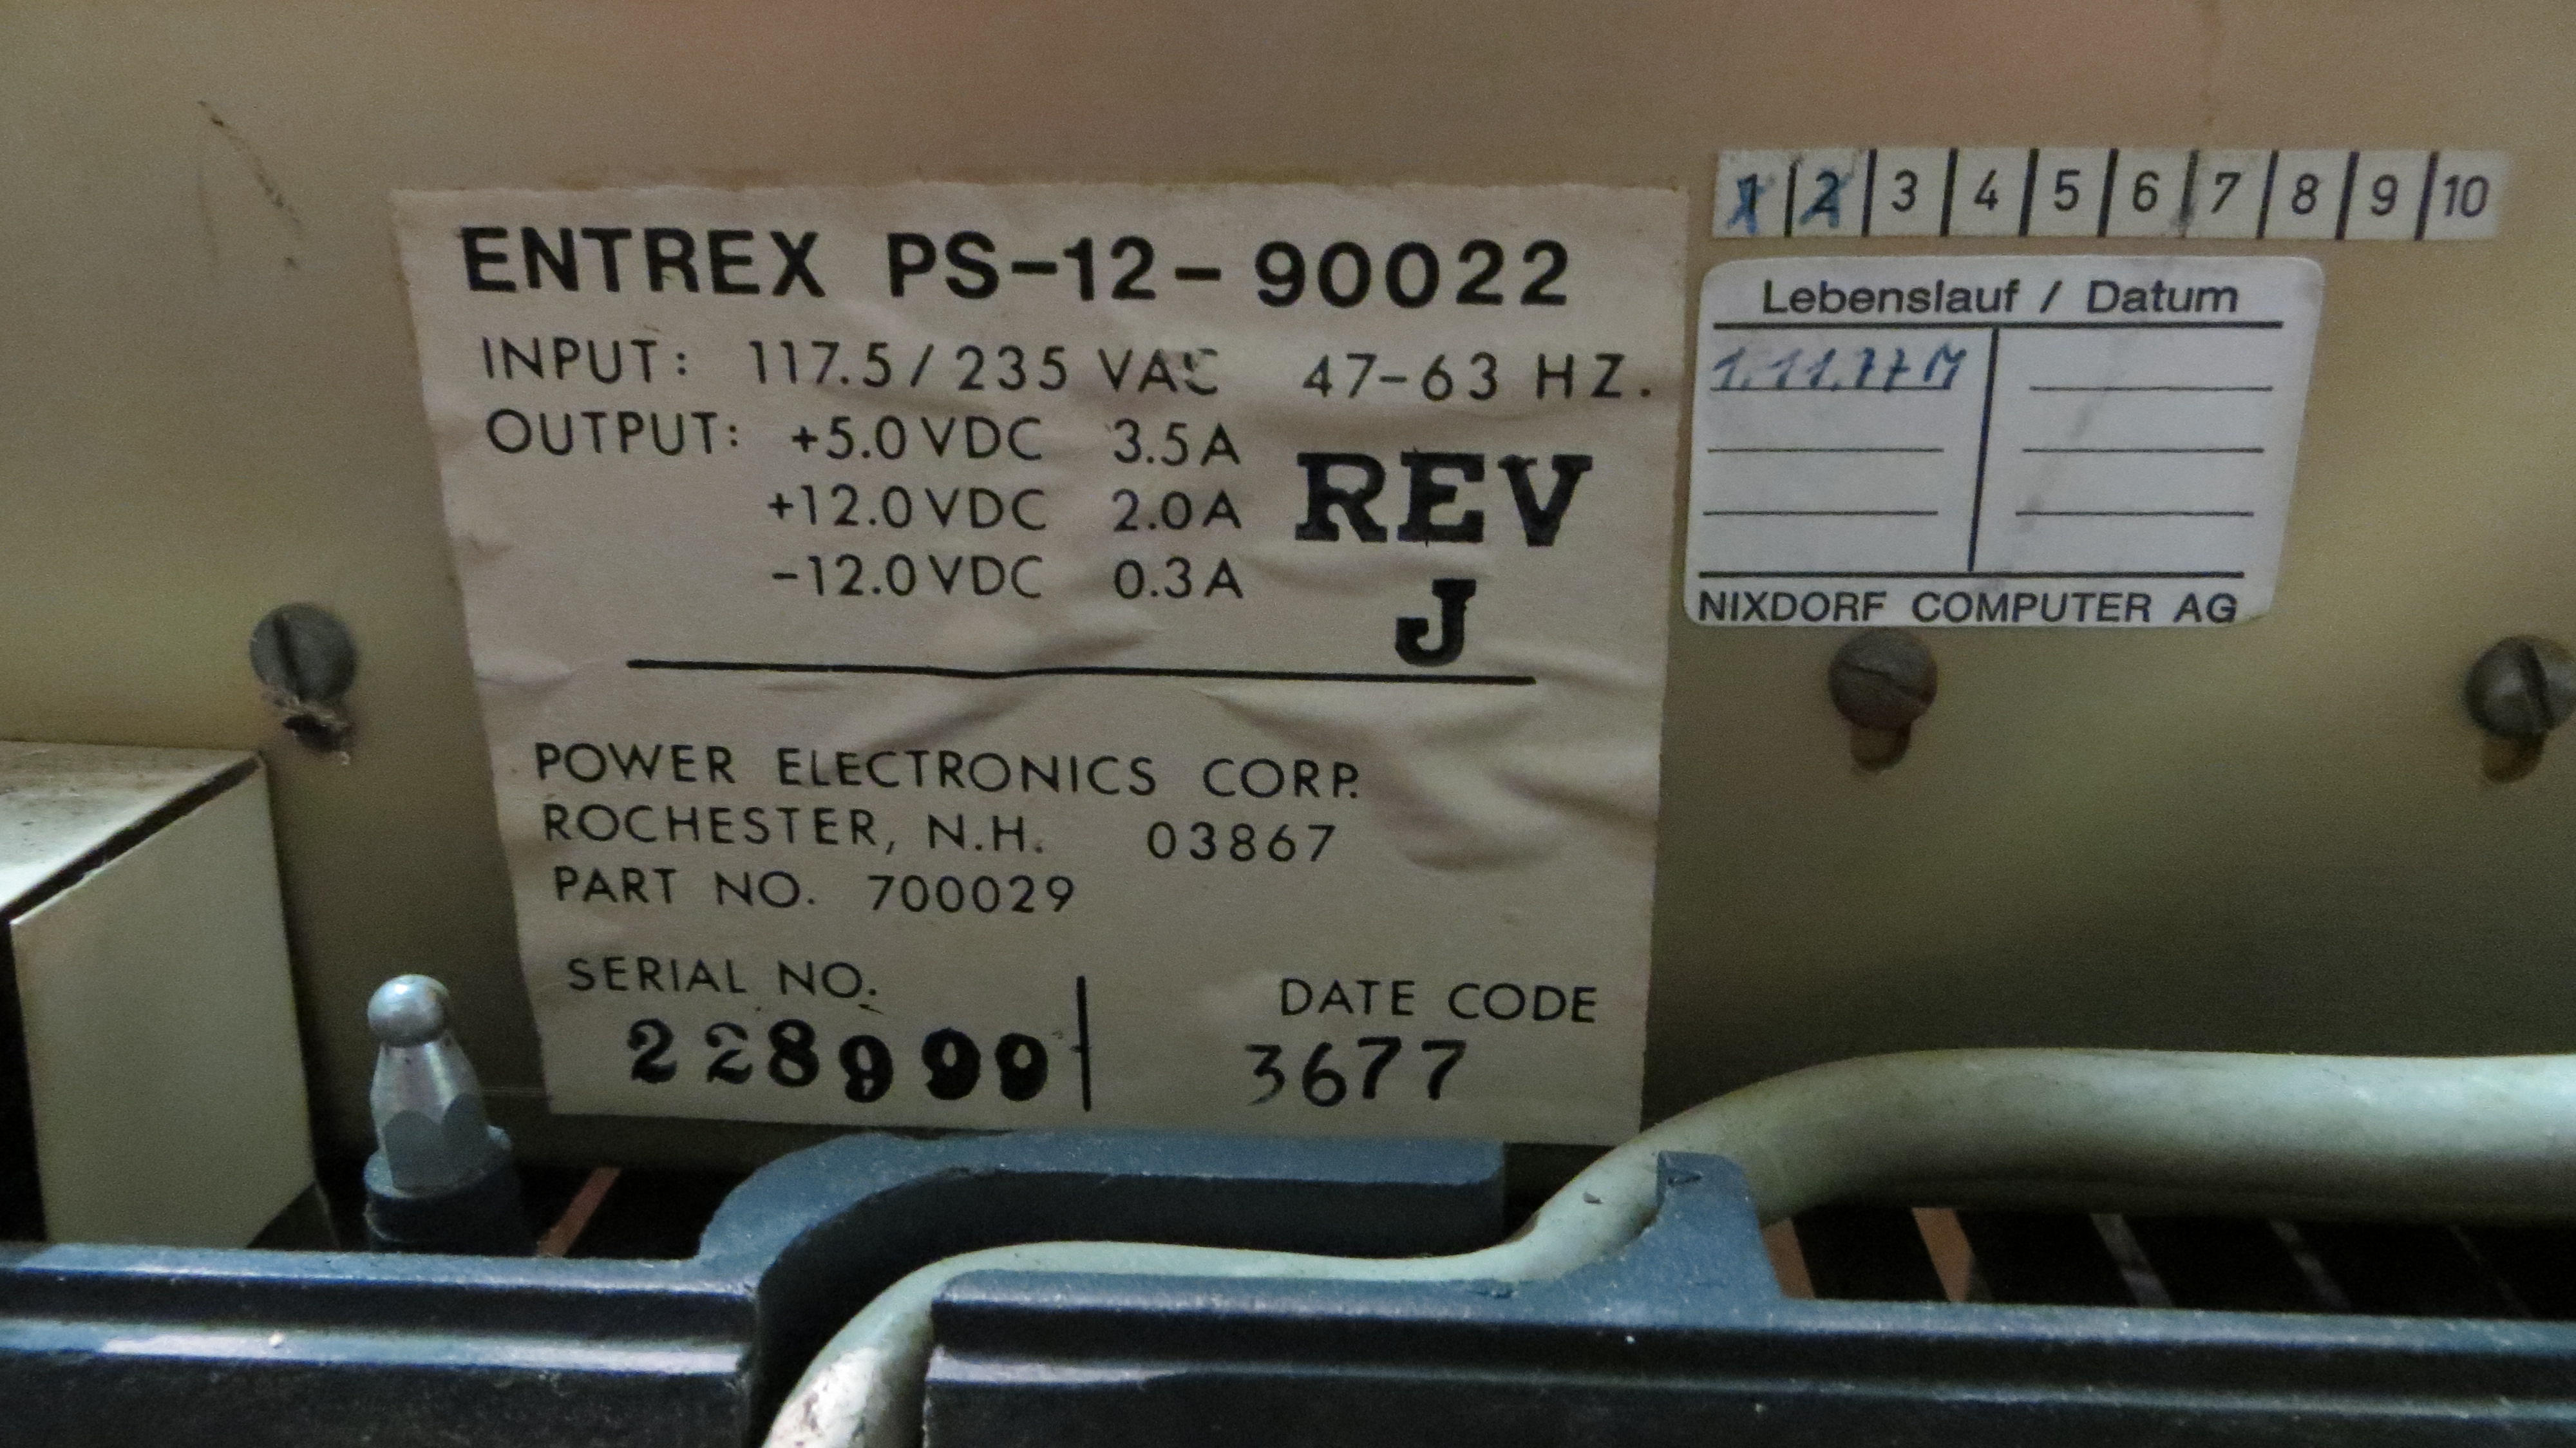 ENTREX PS-12-90022
INPUT: 117.5/235 VAC 47-63 HZ.
OUTPUT: +5.0 VDC 3.5A
+12.0 VDC 2.0A
-12.0 VDC 0.3A
REV
J
POWER ELECTRONICS CORP.
ROCHESTER, N.H. 03867
PART NO. 700029
SERIAL NO.
228999
DATE CODE
3677
1 2 3 4 5 6 7 8 9 10
Lebenslauf / Datum
1.11.77
NIXDORF COMPUTER AG